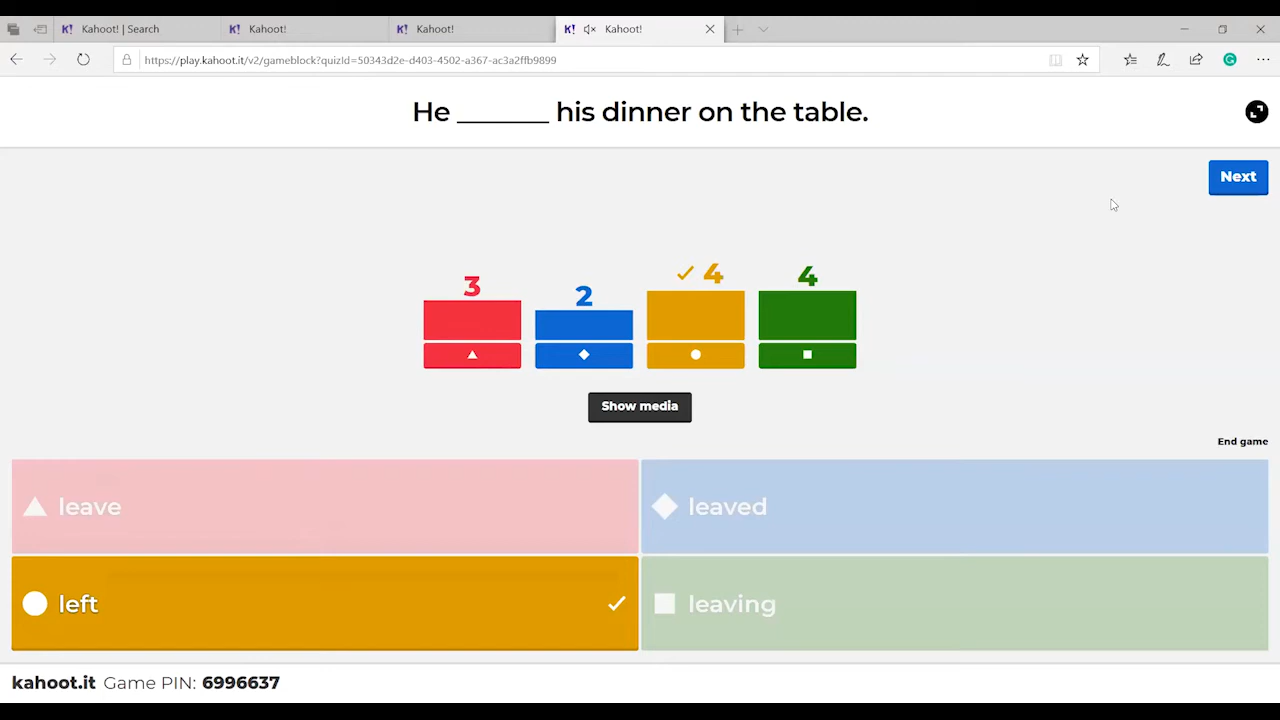 K! Kahoot! | Search
K! Kahoot!
K! Kahoot!
K! Kahoot!
https://play.kahoot.it/v2/gameblock?quizId=50343d2e-d403-4502-a367-ac3a2ffb9899
G
He _______ his dinner on the table.
Next
3
2
4
4
Show media
End game
leave
leaved
left
leaving
kahoot.it Game PIN: 6996637